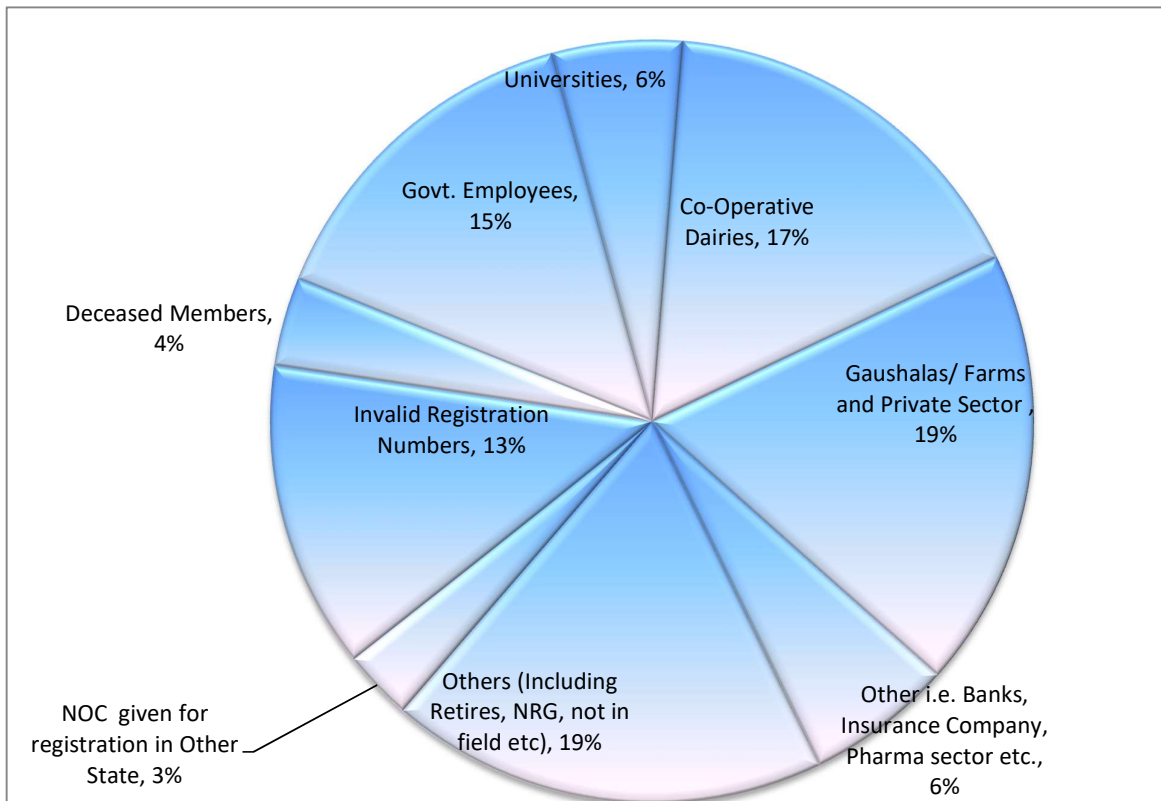 Universities, 6%
Co-Operative
Dairies, 17%
Gaushalas/ Farms
and Private Sector ,
19%
Other i.e. Banks,
Insurance Company,
Pharma sector etc.,
6%
Others (Including
Retires, NRG, not in
field etc), 19%
NOC given for
registration in Other
State, 3%
Invalid Registration
Numbers, 13%
Deceased Members,
4%
Govt. Employees,
15%